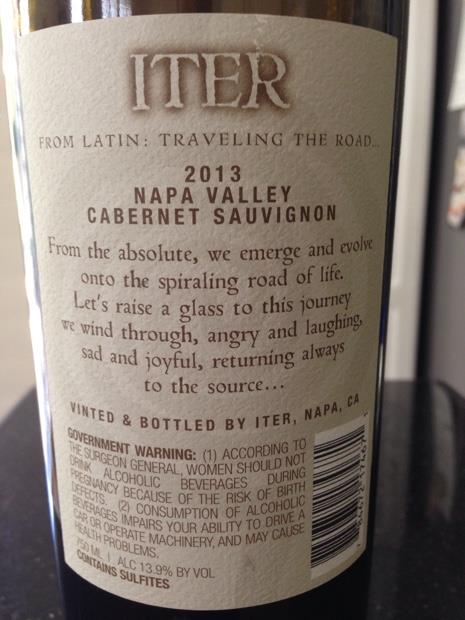 ITER
FROM LATIN: TRAVELING THE ROAD...
2013
NAPA VALLEY
CABERNET SAUVIGNON
From the absolute, we emerge and evolve
onto the spiraling road of life.
Let's raise a glass to this journey
we wind through, angry and laughing,
sad and joyful, returning always
to the source...
VINTED & BOTTLED BY ITER, NAPA, CA
GOVERNMENT WARNING: (1) ACCORDING TO
THE SURGEON GENERAL, WOMEN SHOULD NOT
DRINK ALCOHOLIC BEVERAGES DURING
PREGNANCY BECAUSE OF THE RISK OF BIRTH
DEFECTS. (2) CONSUMPTION OF ALCOHOLIC
BEVERAGES IMPAIRS YOUR ABILITY TO DRIVE A
CAR OR OPERATE MACHINERY, AND MAY CAUSE
HEALTH PROBLEMS.
750 ML | ALC 13.9% BY VOL
CONTAINS SULFITES